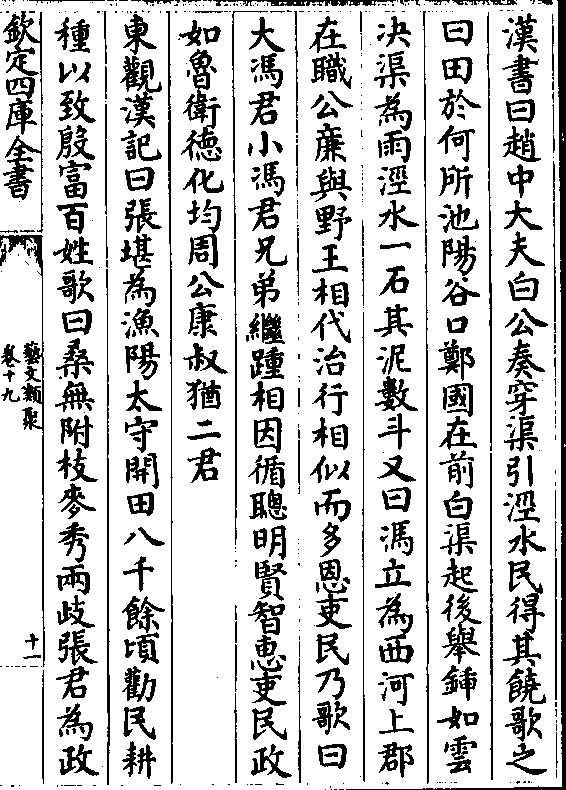 漢書曰趙中大夫白公奏穿渠引涇水民得其饒歌之
曰田於何所池陽谷口鄭國在前白渠起後舉鍤如雲
决渠為雨涇水一石其泥數斗又曰馮立為西河上郡
在職公亷與野王相代治行相似而多恩吏民乃歌曰
大馮君小馮君兄弟繼踵相因循聰明賢智惠吏民政
如魯衛徳化均周公康叔猶二君
東觀漢記曰張堪為漁陽太守開田八千餘頃勸民耕
種以致殷富百姓歌曰桑無附枝麥秀兩歧張君為政
欽定四庫全書
藝文類聚
卷十九
十一